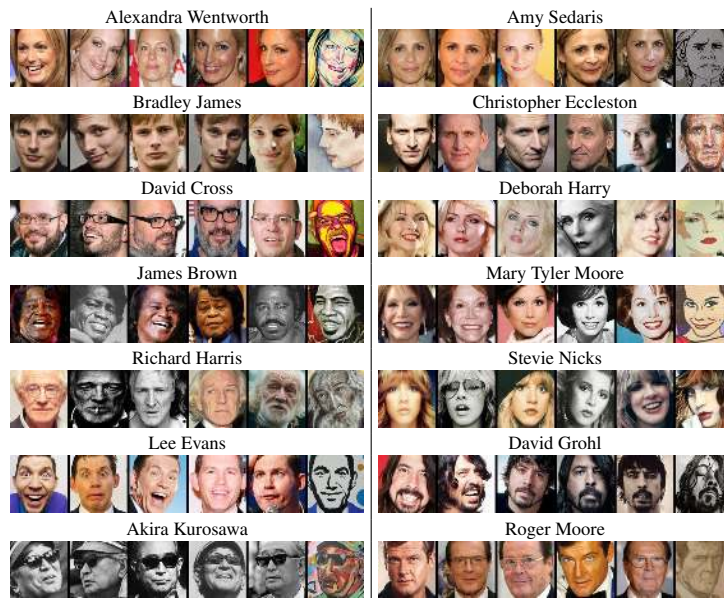 Alexandra Wentworth
Amy Sedaris
Bradley James
Christopher Eccleston
David Cross
Deborah Harry
James Brown
Mary Tyler Moore
Richard Harris
Stevie Nicks
Lee Evans
David Grohl
Akira Kurosawa
Roger Moore